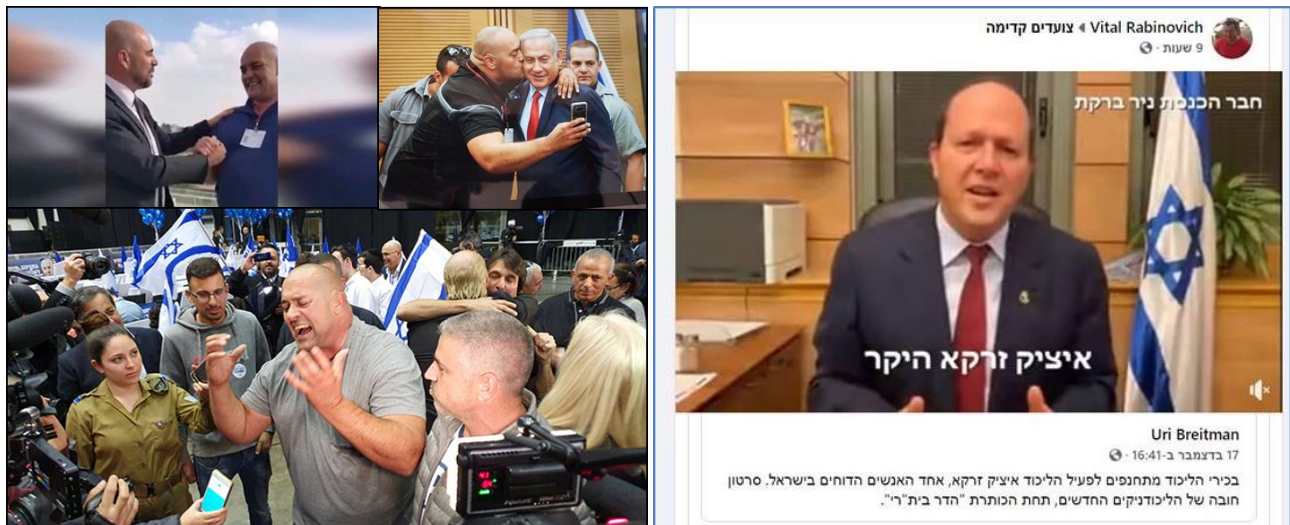 Vital Rabinovich ◂ צועדים קדימה
9 שעות ·
חבר הכנסת ניר ברקת
איציק זרקא היקר
Uri Breitman
17 בדצמבר ב-16:41 ·
בכירי הליכוד מתחנפים לפעיל הליכוד איציק זרקא, אחד האנשים הדוחים בישראל. סרטון
חובה של הליכודניקים החדשים, תחת הכותרת "הדר בית"רי".